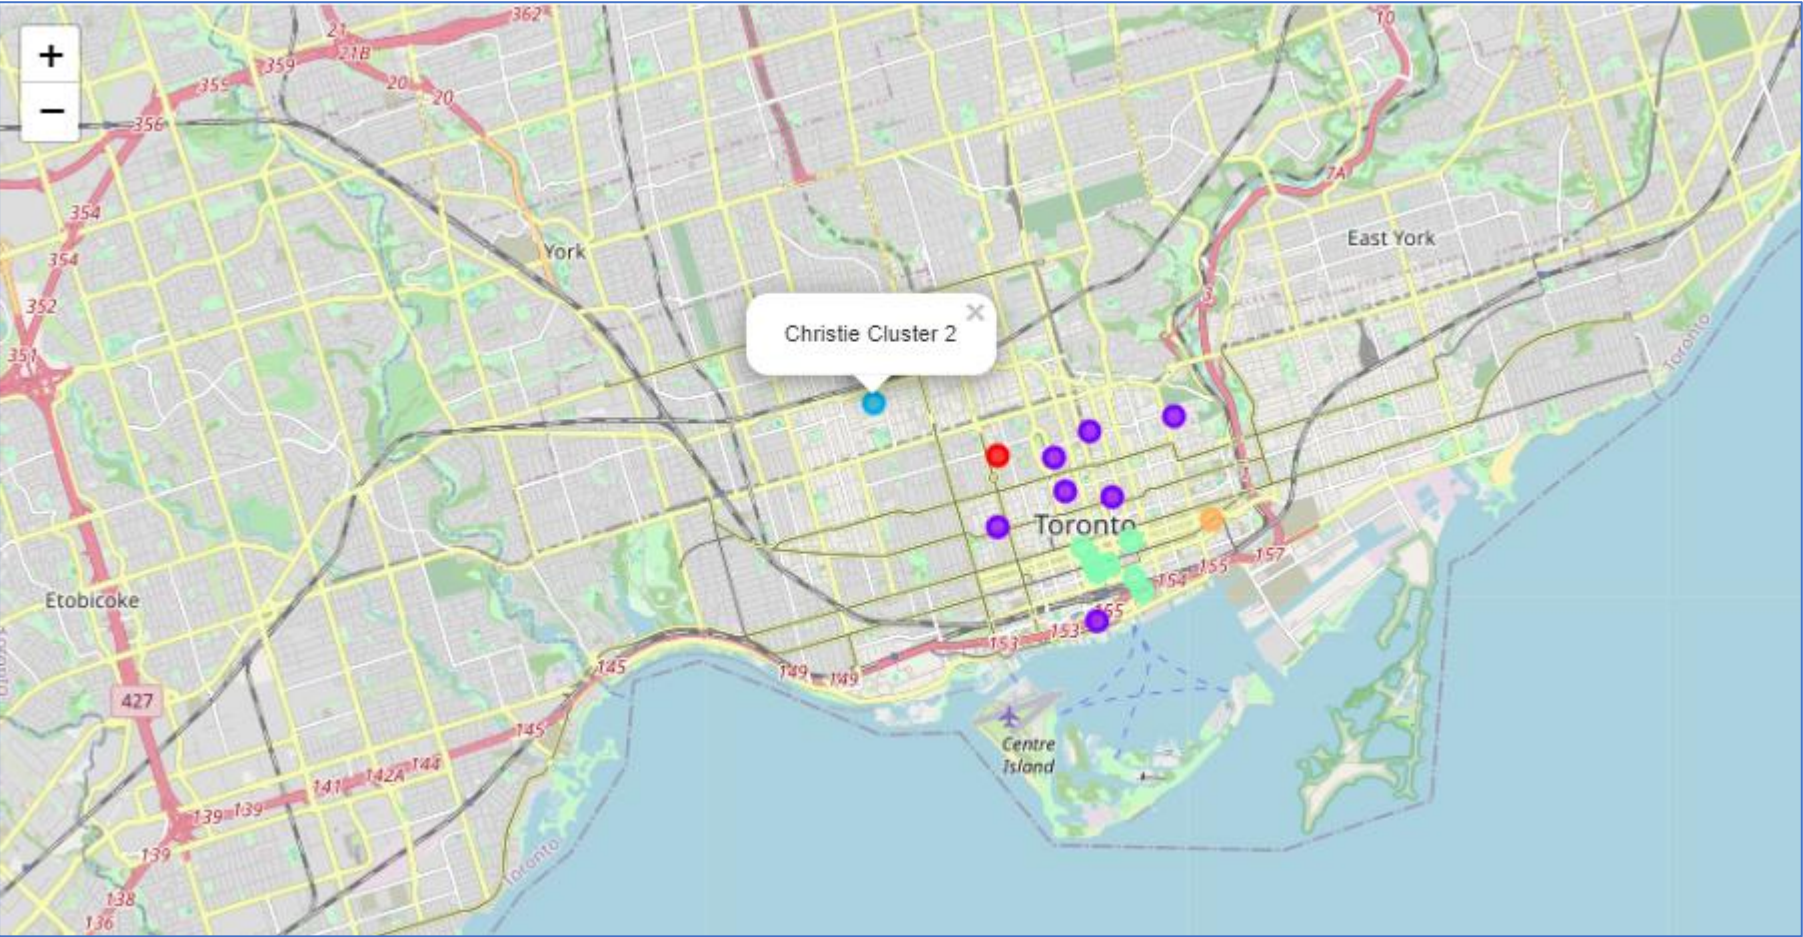 362
10
21
+
21B
359
355
20
20
−
356
7A
354
East York
York
354
352
×
Christie Cluster 2
351
Toronto
Toronto
157
155
154
Etobicoke
155
153
153
145
149
149
427
145
Centre
Island
144
142A
141
139
139
139
Toronto
138
136